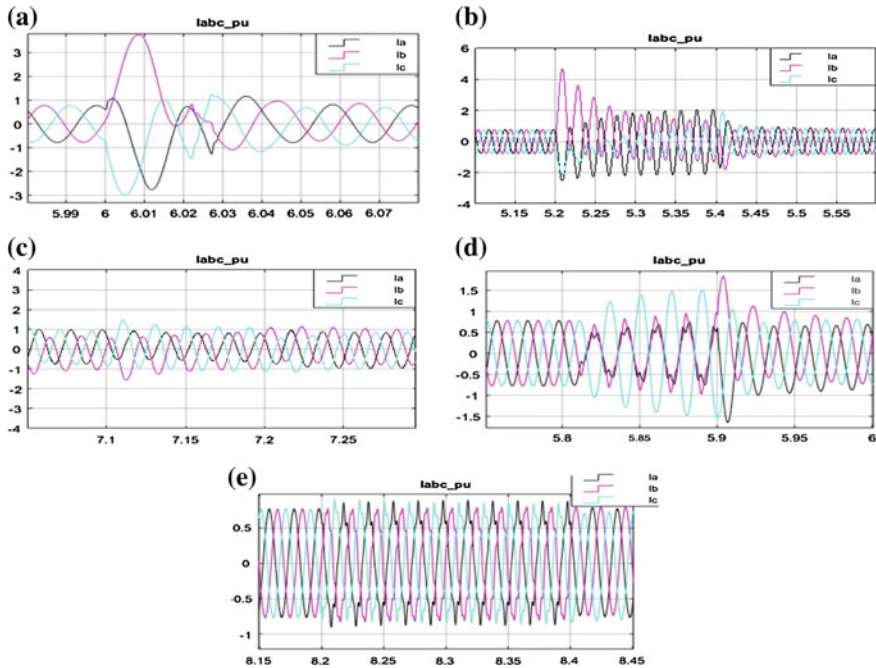 (a)
Iabc_pu
Ia
Ib
Ic
3
2
1
0
-1
-2
-3
5.99 6 6.01 6.02 6.03 6.04 6.05 6.06 6.07
(b)
Iabc_pu
Ia
Ib
Ic
6
4
2
0
-2
-4
5.15 5.2 5.25 5.3 5.35 5.4 5.45 5.5 5.55
(c)
Iabc_pu
Ia
Ib
Ic
4
3
2
1
0
-1
-2
-3
-4
7.1 7.15 7.2 7.25
(d)
Iabc_pu
Ia
Ib
Ic
1.5
1
0.5
0
-0.5
-1
-1.5
5.8 5.85 5.9 5.95 6
(e)
Iabc_pu
Ia
Ib
Ic
0.5
0
-0.5
-1
8.15 8.2 8.25 8.3 8.35 8.4 8.45